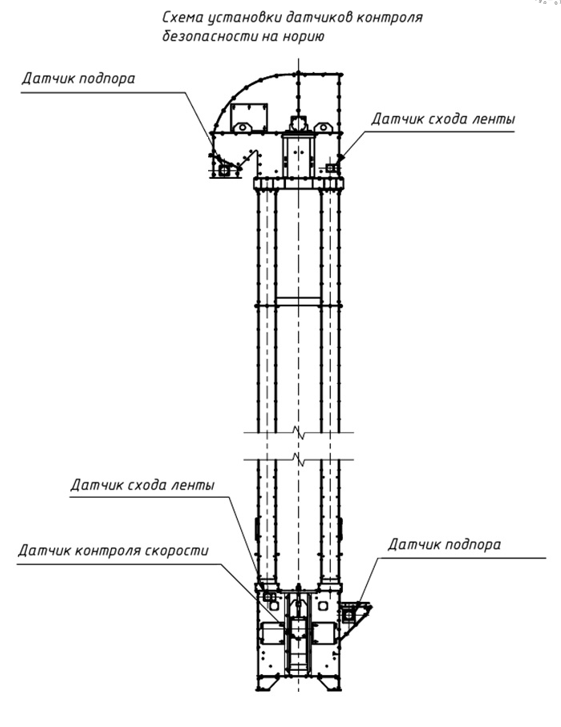 Схема установки датчиков контроля
безопасности на норию
Датчик подпора
Датчик схода ленты
Датчик схода ленты
Датчик контроля скорости
Датчик подпора